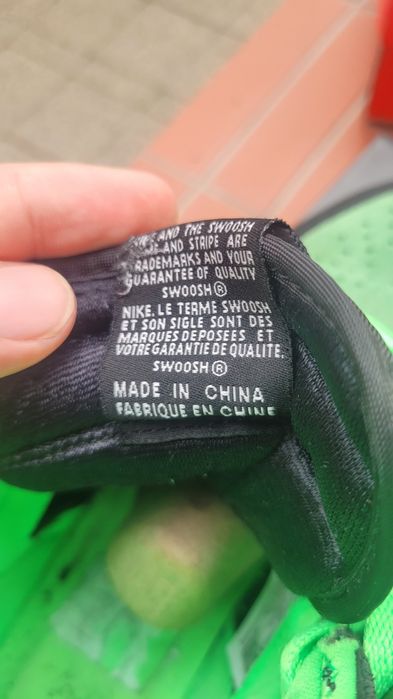 AND THE SWOOSH
AND STRIPE ARE
TRADEMARKS AND YOUR
GUARANTEE OF QUALITY
SWOOSH®
NIKE. LE TERME SWOOSH
ET SON SIGLE SONT DES
MARQUES DEPOSEES ET
VOTRE GARANTIE DE QUALITE.
SWOOSH®
MADE IN CHINA
FABRIQUE EN CHINE